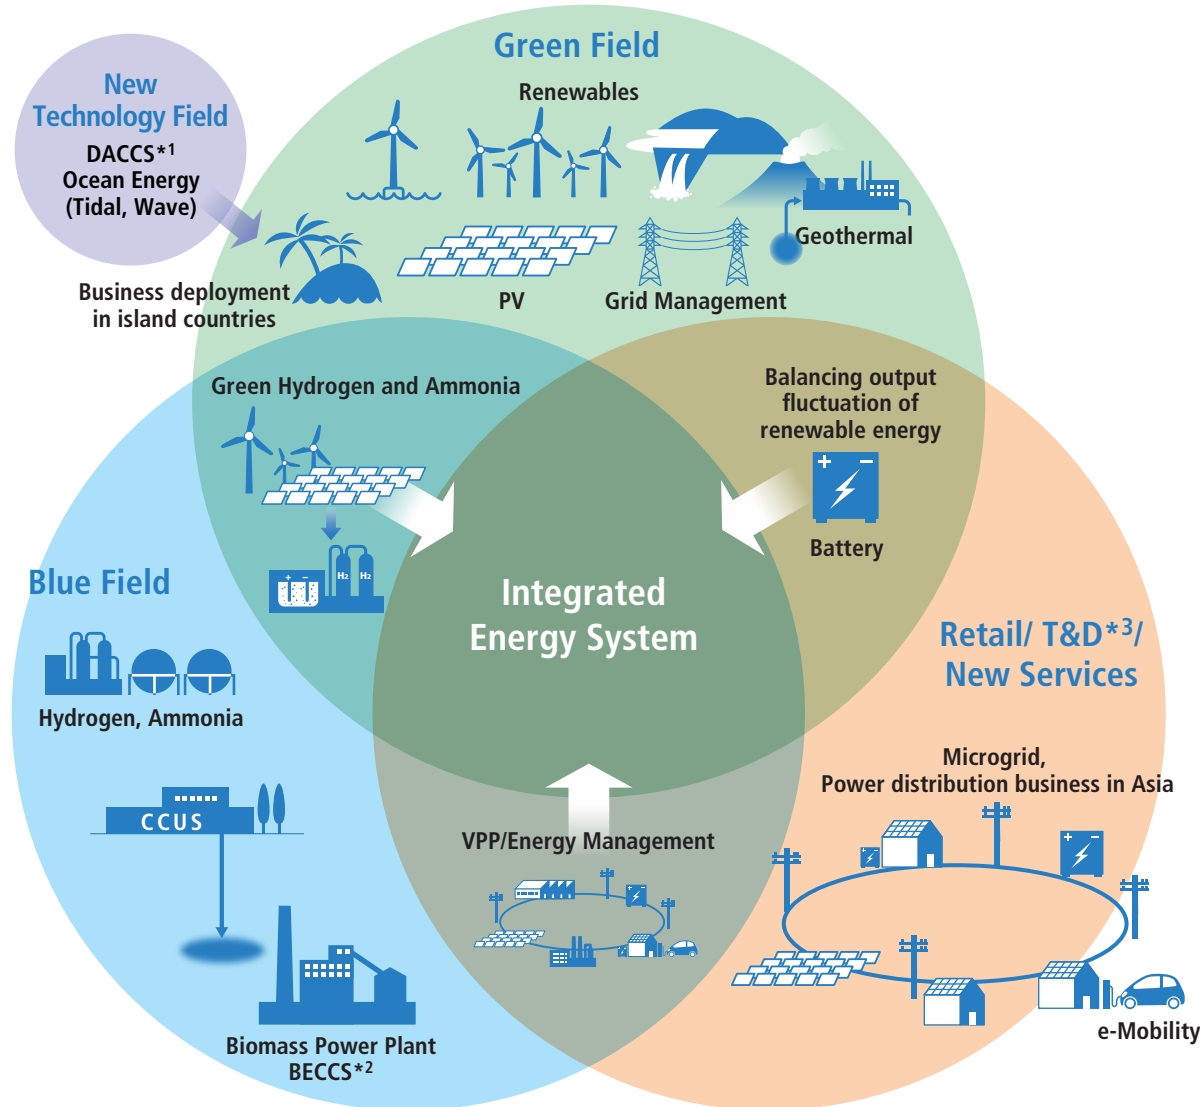 Green Field
New
Technology Field
DACCS*1
Ocean Energy
(Tidal, Wave)
Renewables
Geothermal
Business deployment
in island countries
PV
Grid Management
Green Hydrogen and Ammonia
H2 H2
Balancing output
fluctuation of
renewable energy
+ −
Battery
Blue Field
Integrated
Energy System
Retail/ T&D*3/
New Services
Hydrogen, Ammonia
CCUS
Biomass Power Plant
BECCS*2
VPP/Energy Management
Microgrid,
Power distribution business in Asia
e-Mobility